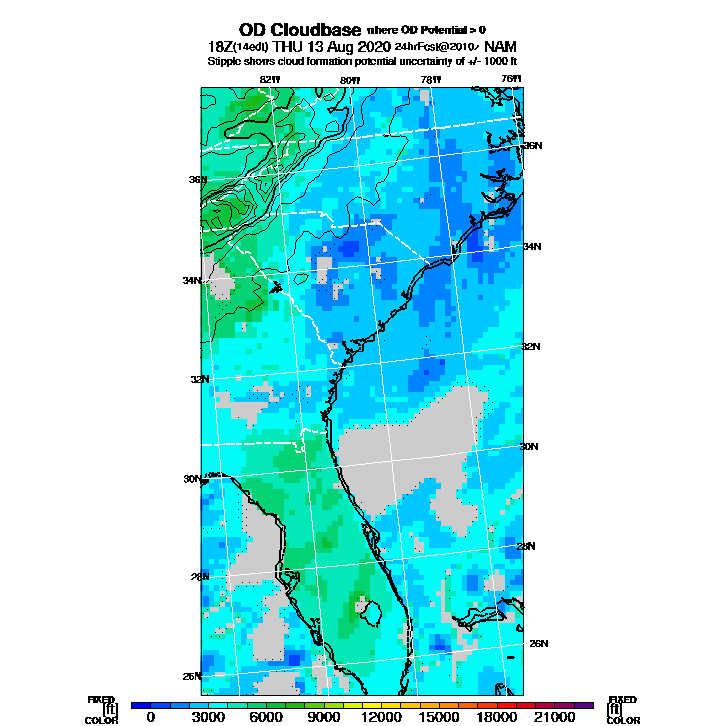 OD Cloudbase where OD Potential > 0
18Z(14edt) THU 13 Aug 2020 24hrFcst@2010z NAM
Stipple shows cloud formation potential uncertainty of +/- 1000 ft
82W 80W 78W 76W
36N
36N
34N
34N
32N
32N
30N
30N
28N
28N
26N
26N
FIXED FIXED
[ft] 0 3000 6000 9000 12000 15000 18000 21000 [ft]
COLOR COLOR